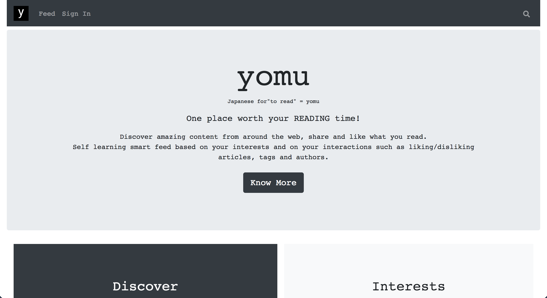 y Feed Sign In
yomu
Japanese for"to read" = yomu
One place worth your READING time!
Discover amazing content from around the web, share and like what you read.
Self learning smart feed based on your interests and on your interactions such as liking/disliking
articles, tags and authors.
Know More
Discover Interests